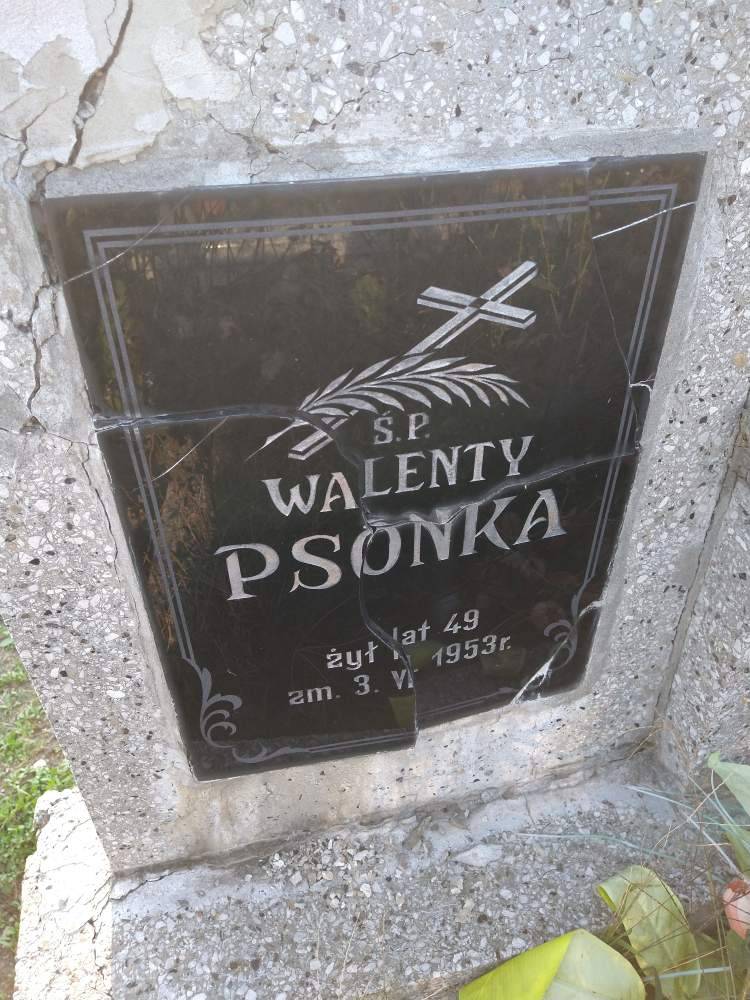 Ś.P.
WALENTY
PSONKA
żył lat 49
zm. 3. 1953r.